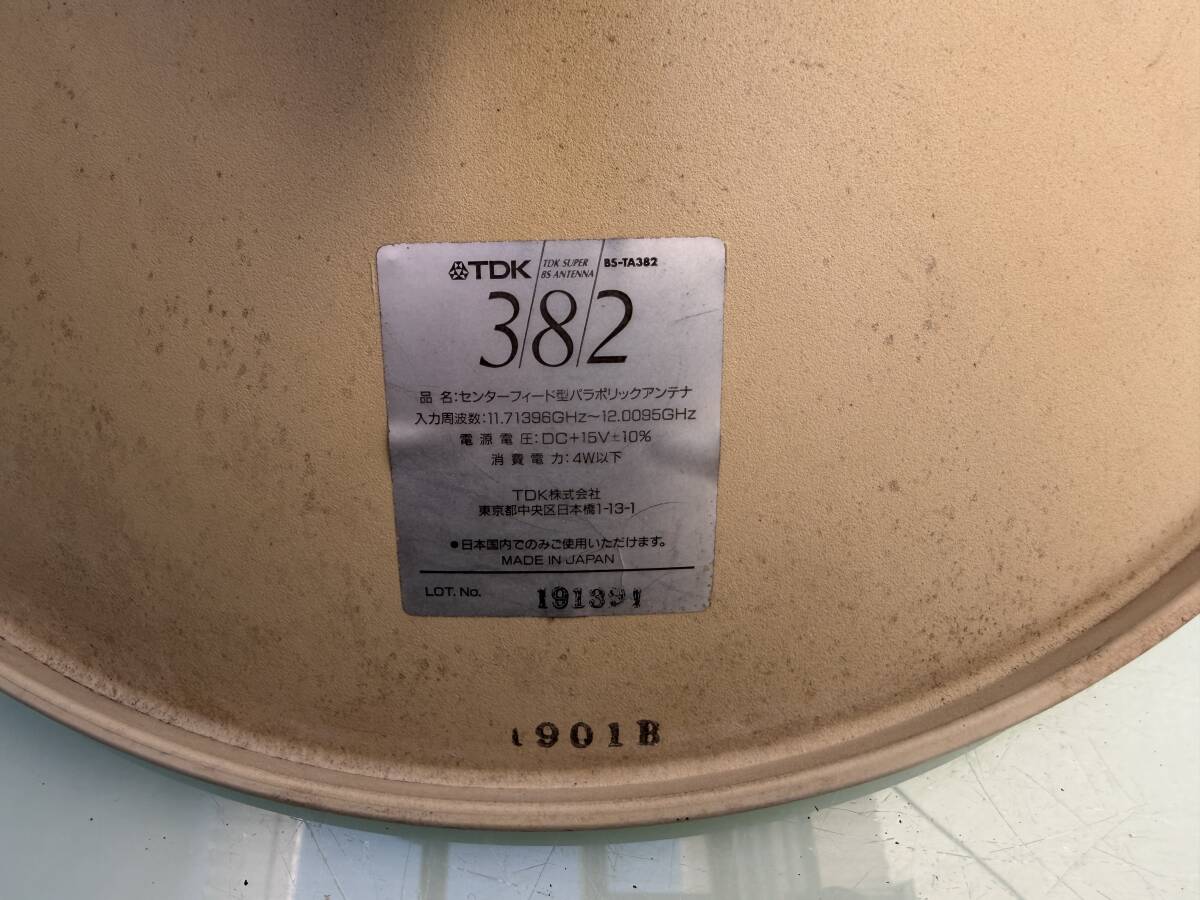 TDK TDK SUPER BS ANTENNA BS-TA382
3/8/2
品 名:センターフィード型パラボリックアンテナ
入力周波数:11.71396GHz～12.0095GHz
電 源 電 圧:DC+15V±10%
消 費 電 力:4W以下
TDK株式会社
東京都中央区日本橋1-13-1
●日本国内でのみご使用いただけます。
MADE IN JAPAN
LOT. No. 191391
1901B